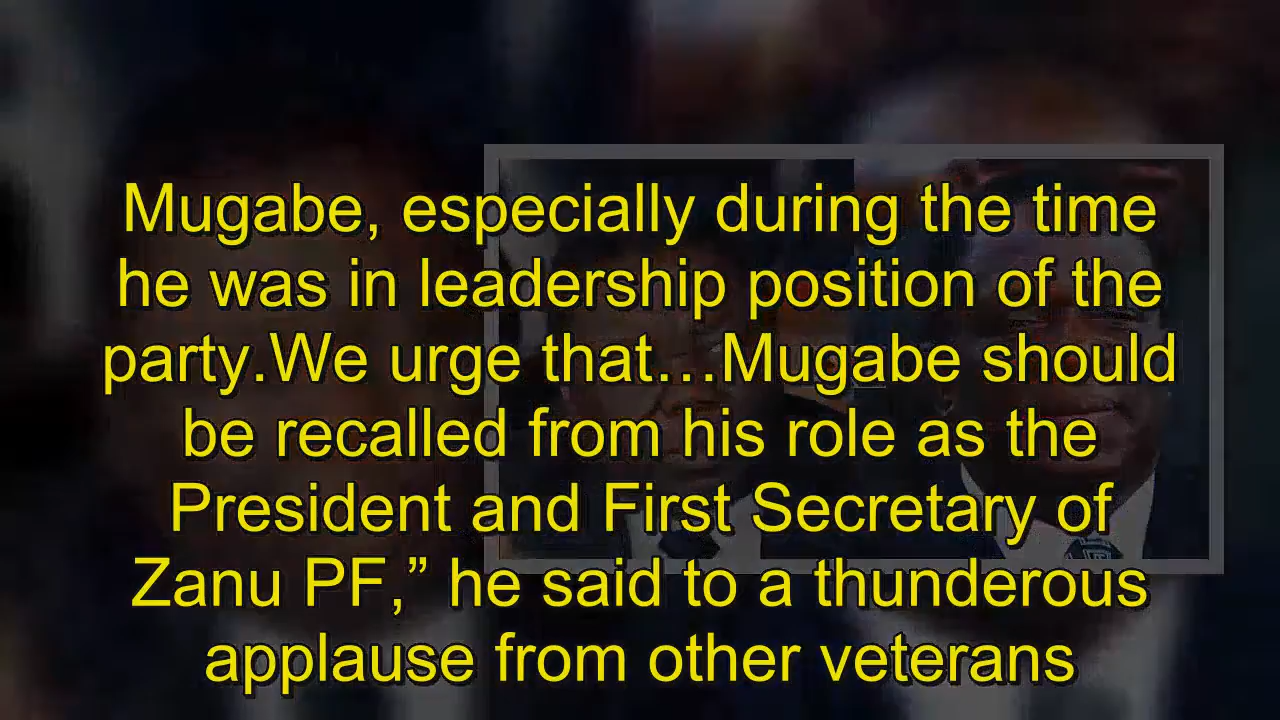 Mugabe, especially during the time
he was in leadership position of the
party.We urge that…Mugabe should
be recalled from his role as the
President and First Secretary of
Zanu PF,” he said to a thunderous
applause from other veterans